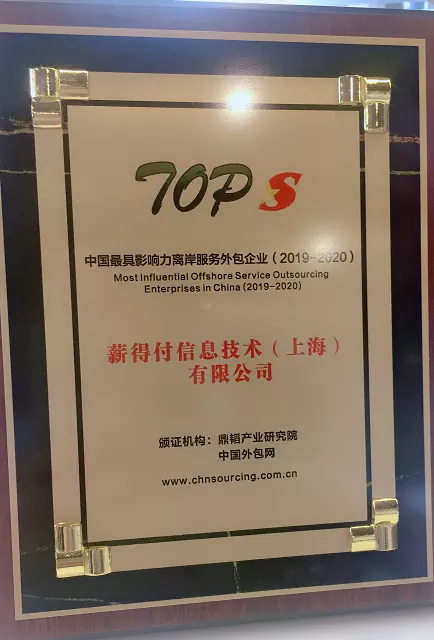 TOP S
中国最具影响力离岸服务外包企业（2019-2020）
Most Influential Offshore Service Outsourcing
Enterprises in China (2019-2020)
薪得付信息技术（上海）
有限公司
颁证机构：鼎韬产业研究院
中国外包网
www.chnsourcing.com.cn